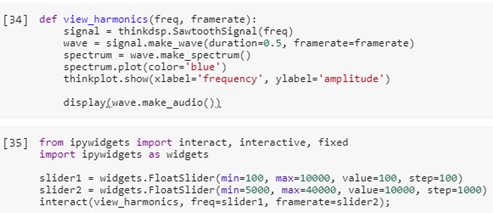 [34] def view_harmonics(freq, framerate):
    signal = thinkdsp.SawtoothSignal(freq)
    wave = signal.make_wave(duration=0.5, framerate=framerate)
    spectrum = wave.make_spectrum()
    spectrum.plot(color='blue')
    thinkplot.show(xlabel='frequency', ylabel='amplitude')
    display(wave.make_audio())
[35] from ipywidgets import interact, interactive, fixed
import ipywidgets as widgets
slider1 = widgets.FloatSlider(min=100, max=10000, value=100, step=100)
slider2 = widgets.FloatSlider(min=5000, max=40000, value=10000, step=1000)
interact(view_harmonics, freq=slider1, framerate=slider2);